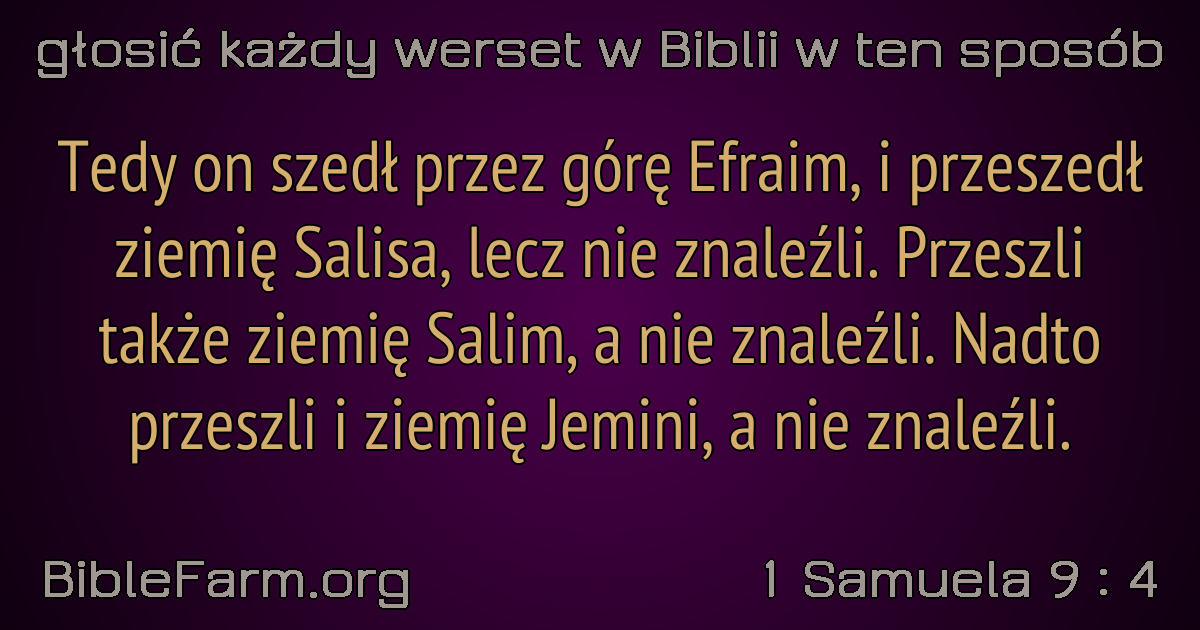 głosić każdy werset w Biblii w ten sposób
Tedy on szedł przez górę Efraim, i przeszedł
ziemię Salisa, lecz nie znaleźli. Przeszli
także ziemię Salim, a nie znaleźli. Nadto
przeszli i ziemię Jemini, a nie znaleźli.
BibleFarm.org
1 Samuela 9 : 4